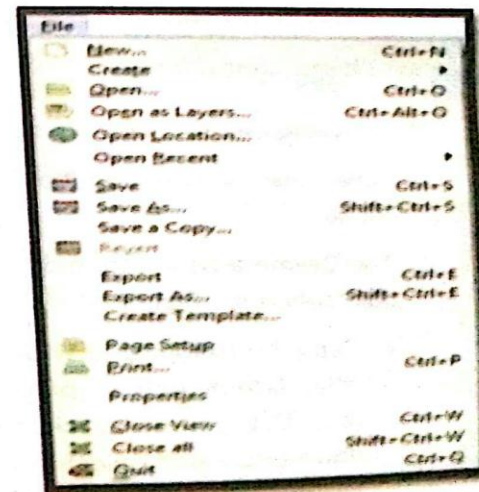 File
New... Ctrl+N
Create
Open... Ctrl+O
Open as Layers... Ctrl+Alt+O
Open Location...
Open Recent
Save Ctrl+S
Save As... Shift+Ctrl+S
Save a Copy...
Revert
Export Ctrl+E
Export As... Shift+Ctrl+E
Create Template...
Page Setup
Print... Ctrl+P
Properties
Close View Ctrl+W
Close all Shift+Ctrl+W
Quit Ctrl+Q